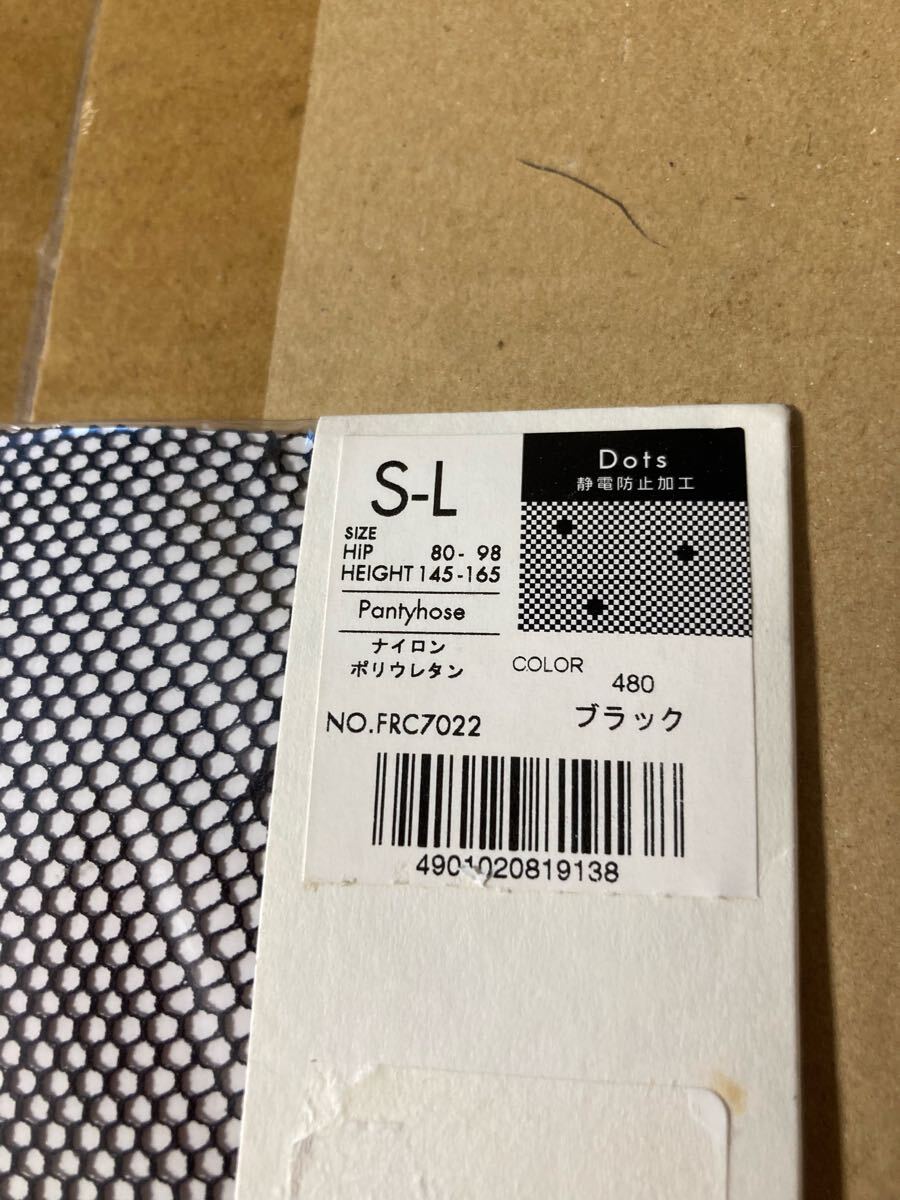 S-L
SIZE
HiP 80-98
HEIGHT 145-165
Pantyhose
ナイロン
ポリウレタン
NO.FRC7022
Dots
静電防止加工
COLOR
480
ブラック
4901020819138